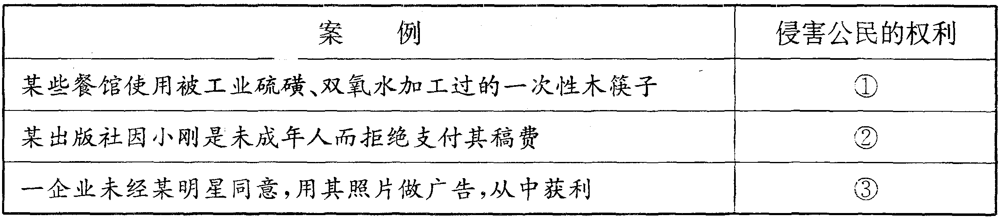 案 例 侵害公民的权利
某些餐馆使用被工业硫磺、双氧水加工过的一次性木筷子 ①
某出版社因小刚是未成年人而拒绝支付其稿费 ②
一企业未经某明星同意,用其照片做广告,从中获利 ③